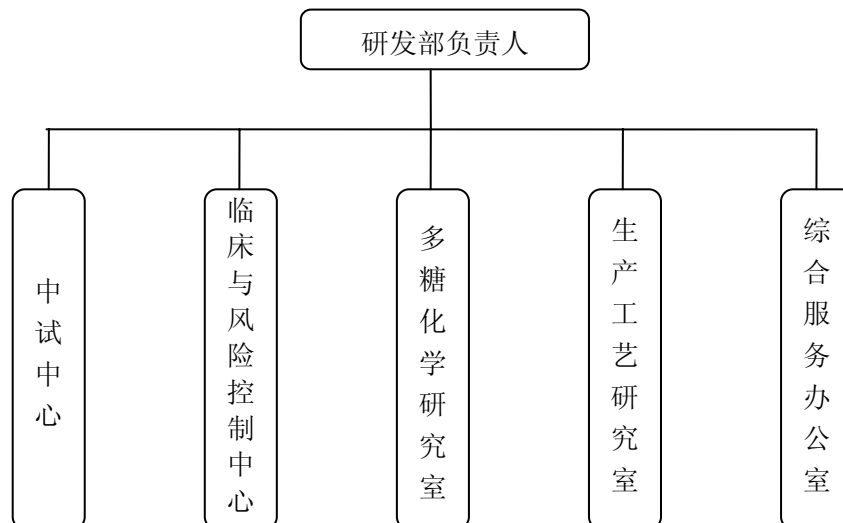 研发部负责人
中试中心
临床与风险控制中心
多糖化学研究室
生产工艺研究室
综合服务办公室